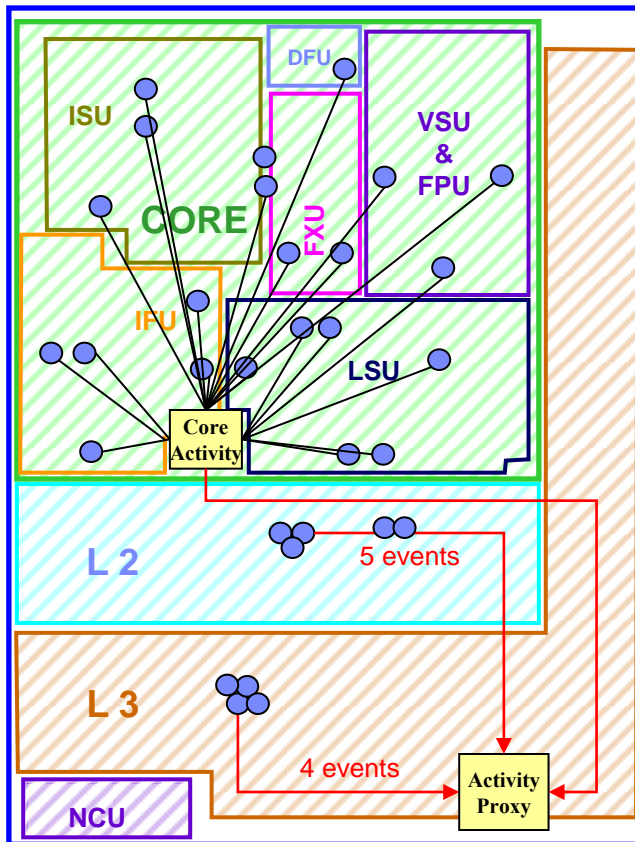 DFU
ISU
VSU
&
FPU
CORE
FXU
IFU
LSU
Core
Activity
L 2
5 events
L 3
4 events
Activity
Proxy
NCU